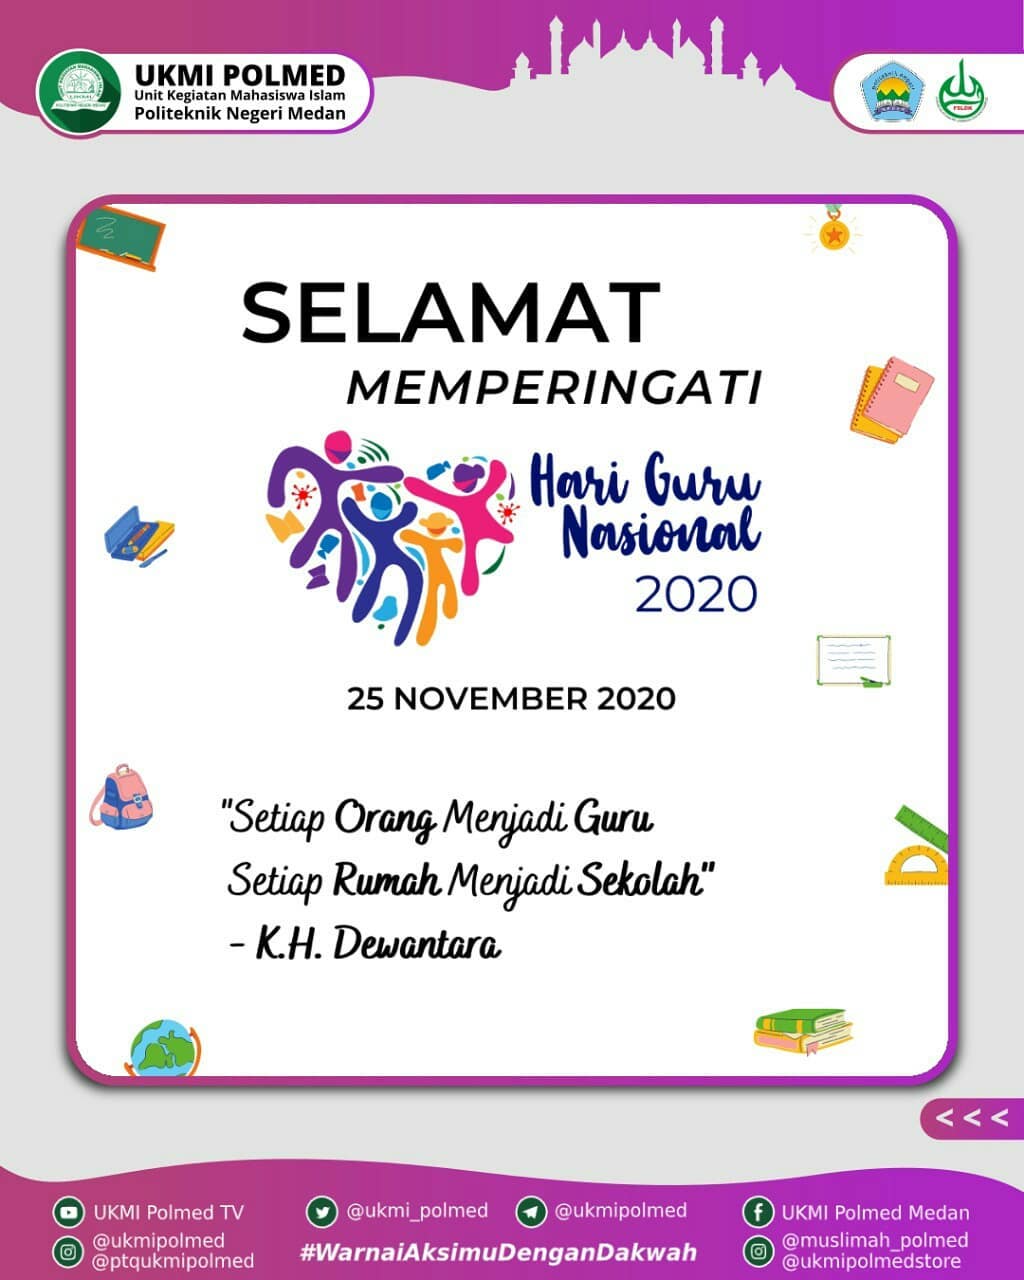 UKMI POLMED
Unit Kegiatan Mahasiswa Islam
Politeknik Negeri Medan
SELAMAT
MEMPERINGATI
Hari Guru
Nasional
2020
25 NOVEMBER 2020
"Setiap Orang Menjadi Guru
Setiap Rumah Menjadi Sekolah"
- K.H. Dewantara
< < <
UKMI Polmed TV
@ukmi_polmed
@ukmipolmed
UKMI Polmed Medan
@ukmipolmed
@ptqukmipolmed
#WarnaiAksimuDenganDakwah
@muslimah_polmed
@ukmipolmedstore